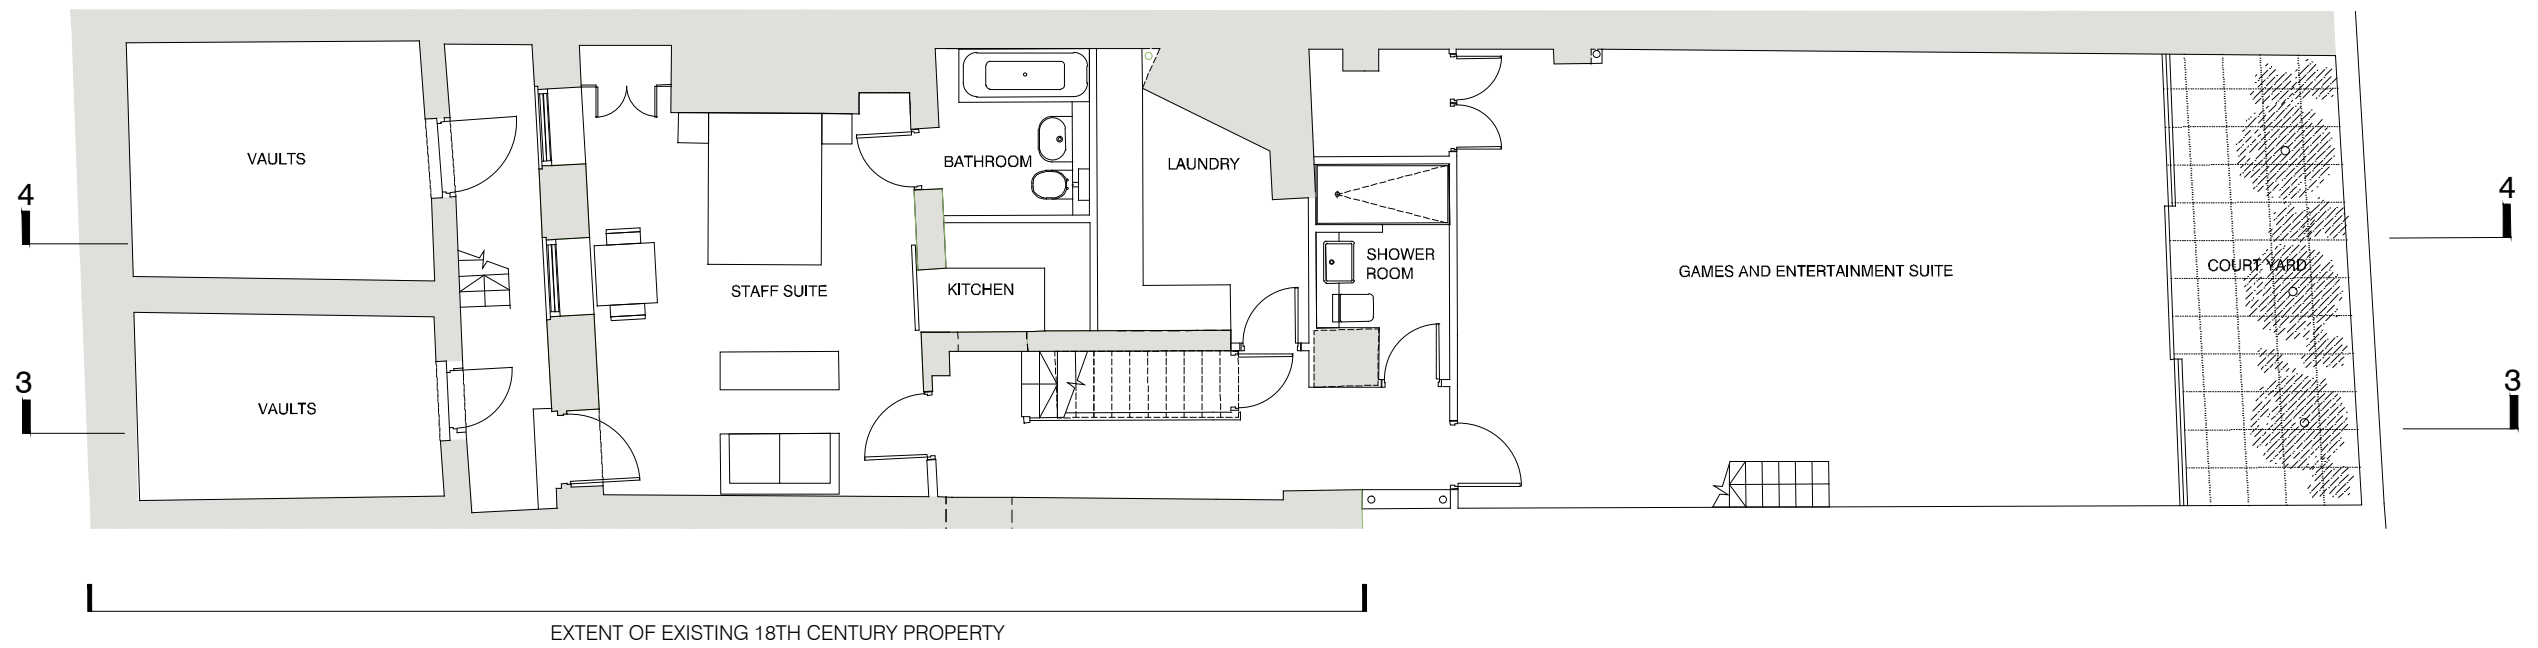 VAULTS
BATHROOM
LAUNDRY
4
4
SHOWER
ROOM
GAMES AND ENTERTAINMENT SUITE
COURT YARD
STAFF SUITE
KITCHEN
3
3
VAULTS
EXTENT OF EXISTING 18TH CENTURY PROPERTY